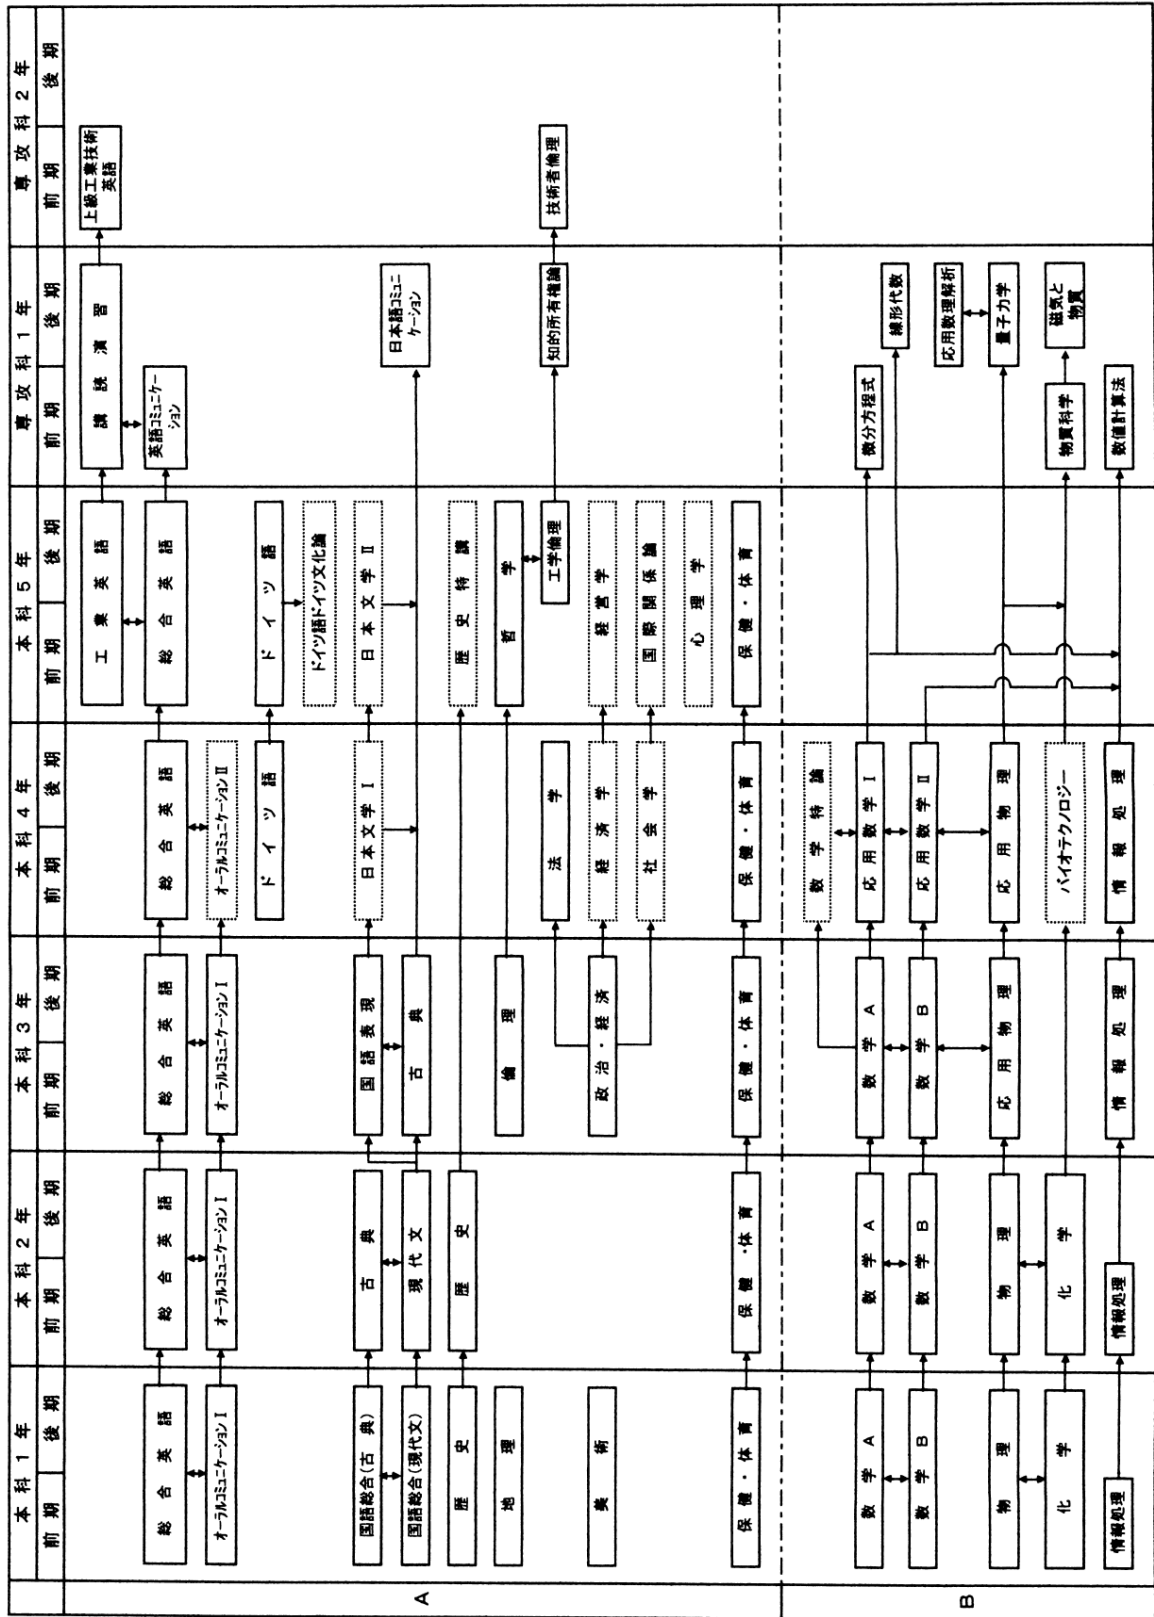 本科1年
本科2年
本科3年
本科4年
本科5年
専攻科1年
専攻科2年
前期
後期
前期
後期
前期
後期
前期
後期
前期
後期
前期
後期
前期
後期
A
工業英語
講読演習
上級工業技術
英語
総合英語
総合英語
総合英語
総合英語
総合英語
英語コミュニケー
ション
オーラルコミュニケーションⅠ
オーラルコミュニケーションⅠ
オーラルコミュニケーションⅠ
オーラルコミュニケーションⅡ
ドイツ語
ドイツ語
ドイツ語ドイツ文化論
国語総合(古典)
古典
国語表現
日本文学Ⅰ
日本文学Ⅱ
国語総合(現代文)
現代文
古典
日本語コミュニ
ケーション
歴史
歴史
歴史特講
地理
倫理
哲学
法学
工学倫理
知的所有権論
技術者倫理
美術
政治・経済
経済学
経営学
社会学
国際関係論
心理学
保健・体育
保健・体育
保健・体育
保健・体育
保健・体育
B
数学特論
数学A
数学A
数学A
応用数学Ⅰ
微分方程式
線形代数
数学B
数学B
数学B
応用数学Ⅱ
応用数理解析
物理
物理
応用物理
応用物理
量子力学
化学
化学
バイオテクノロジー
物質科学
磁気と
物質
情報処理
情報処理
情報処理
情報処理
数値計算法